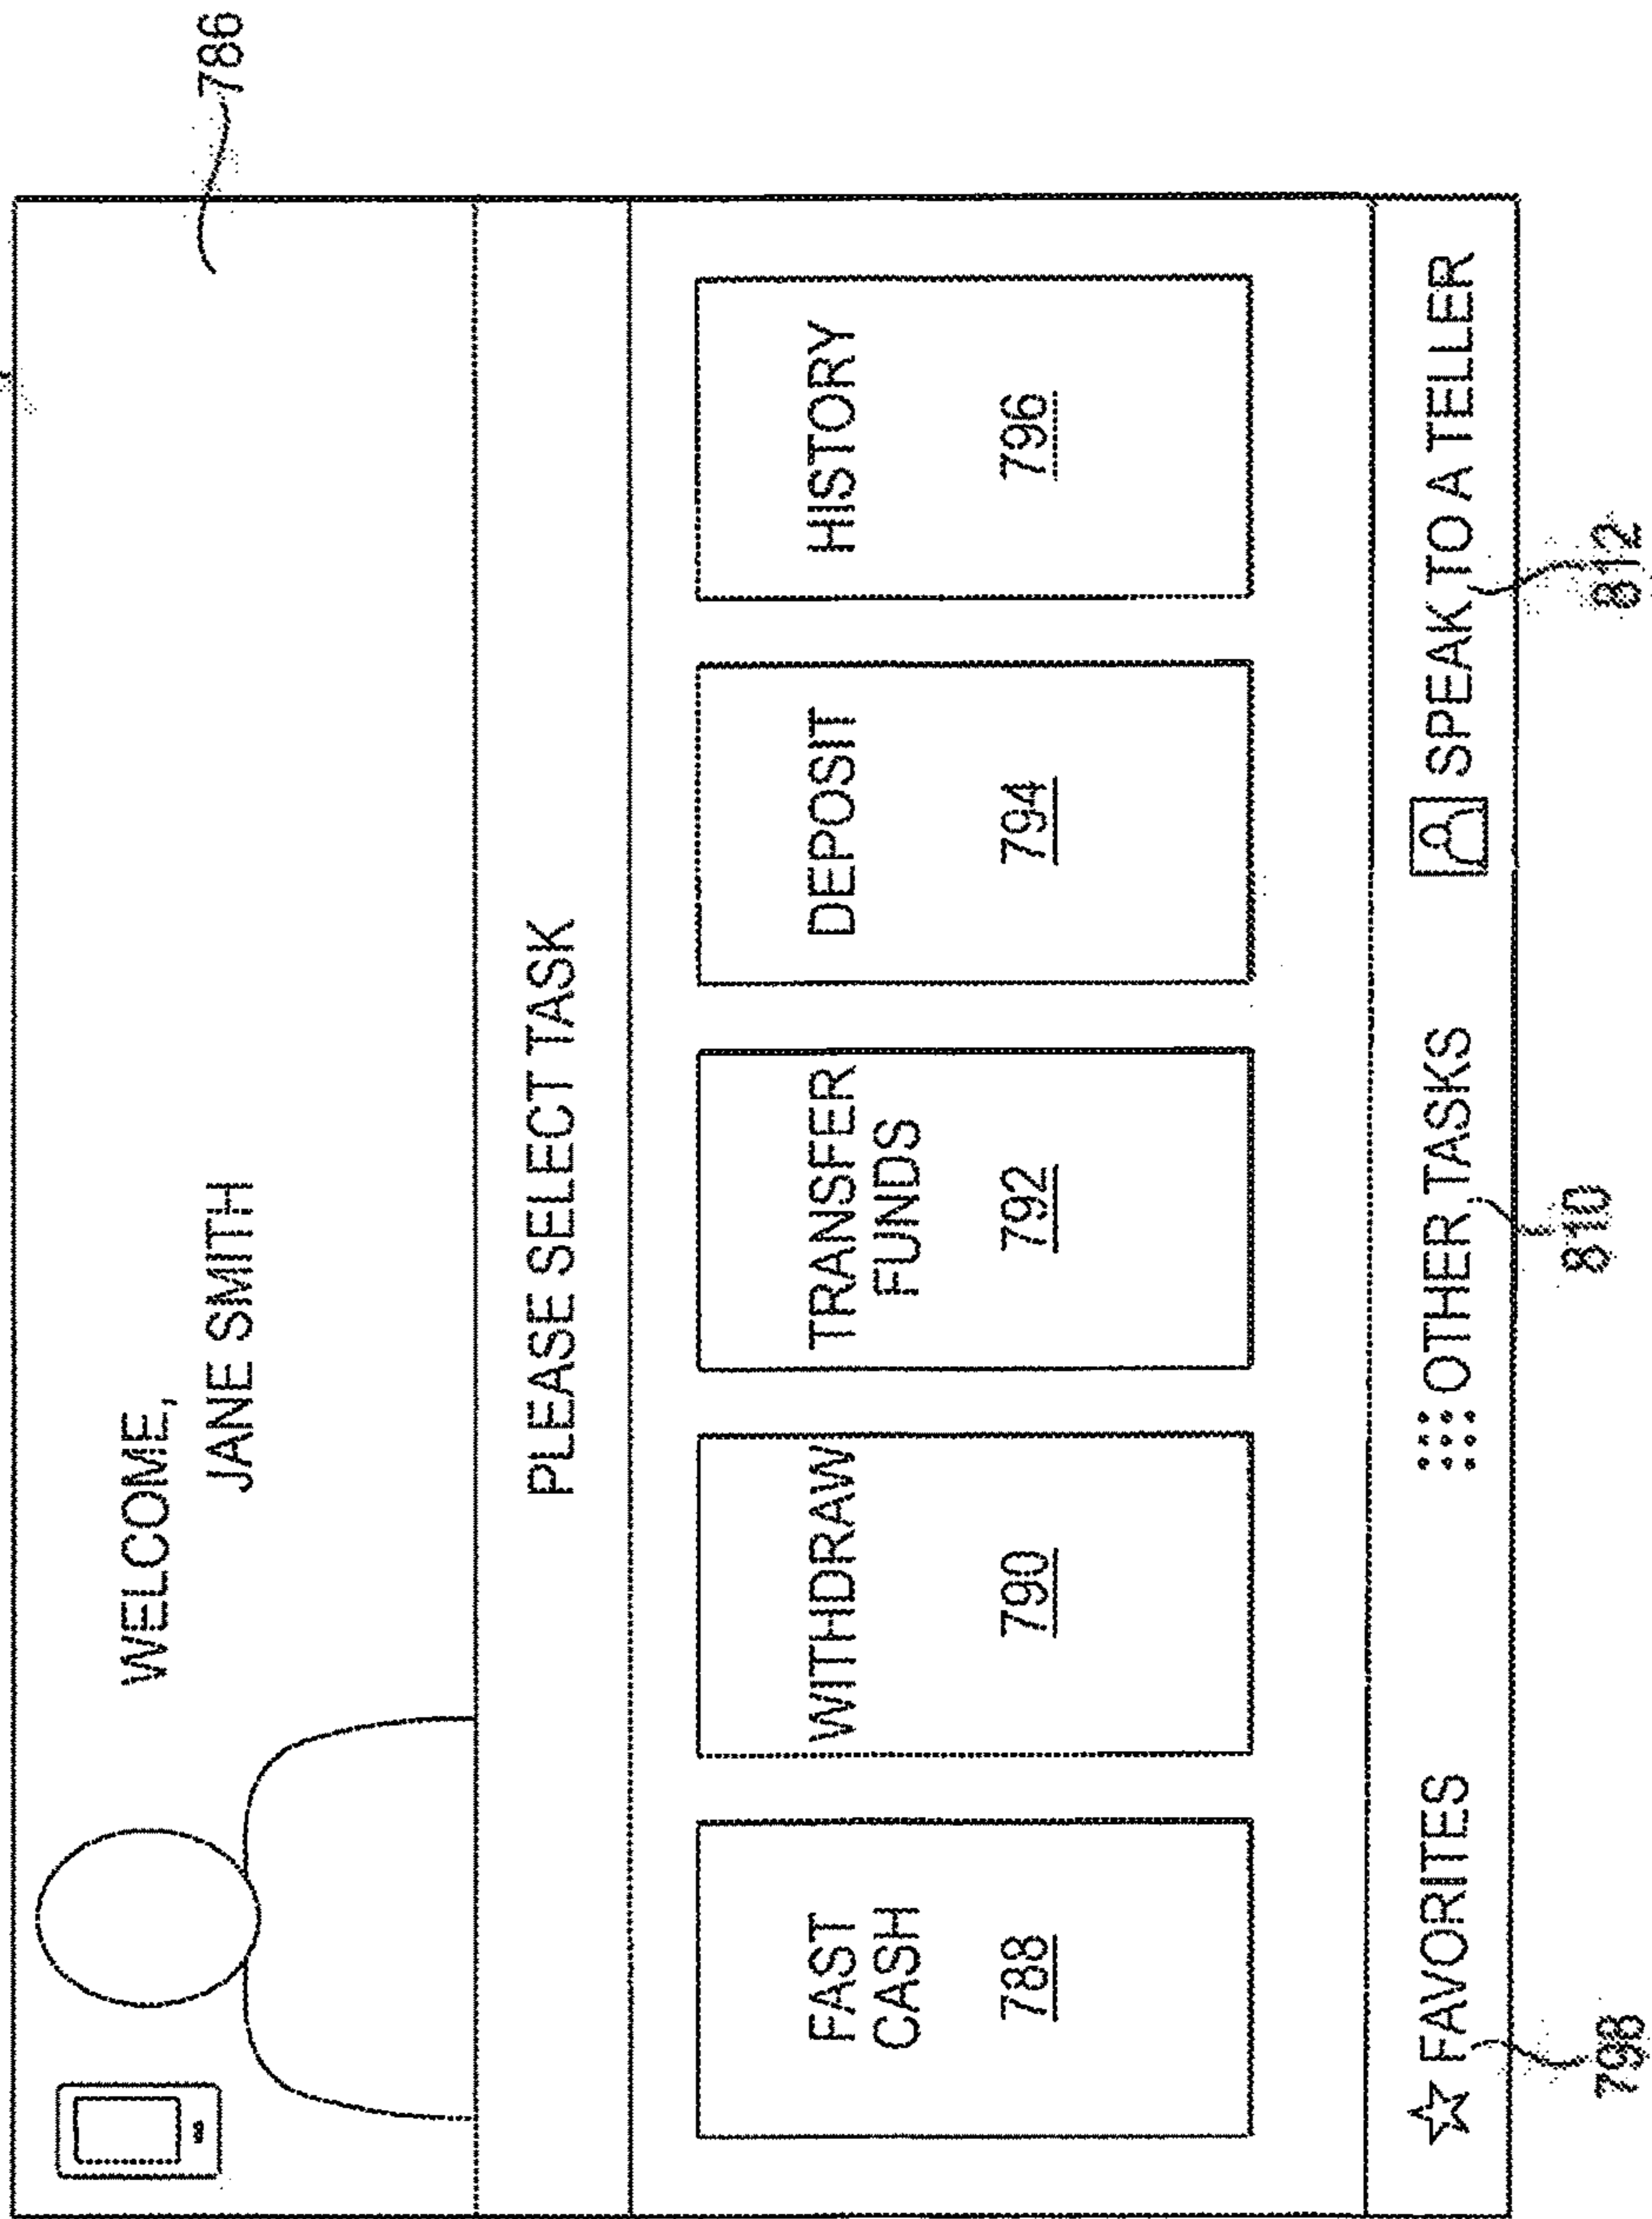 786
WELCOME,
JANE SMITH
PLEASE SELECT TASK
FAST
CASH
788
WITHDRAW
790
TRANSFER
FUNDS
792
DEPOSIT
794
HISTORY
796
FAVORITES
OTHER TASKS
SPEAK TO A TELLER
798
810
812